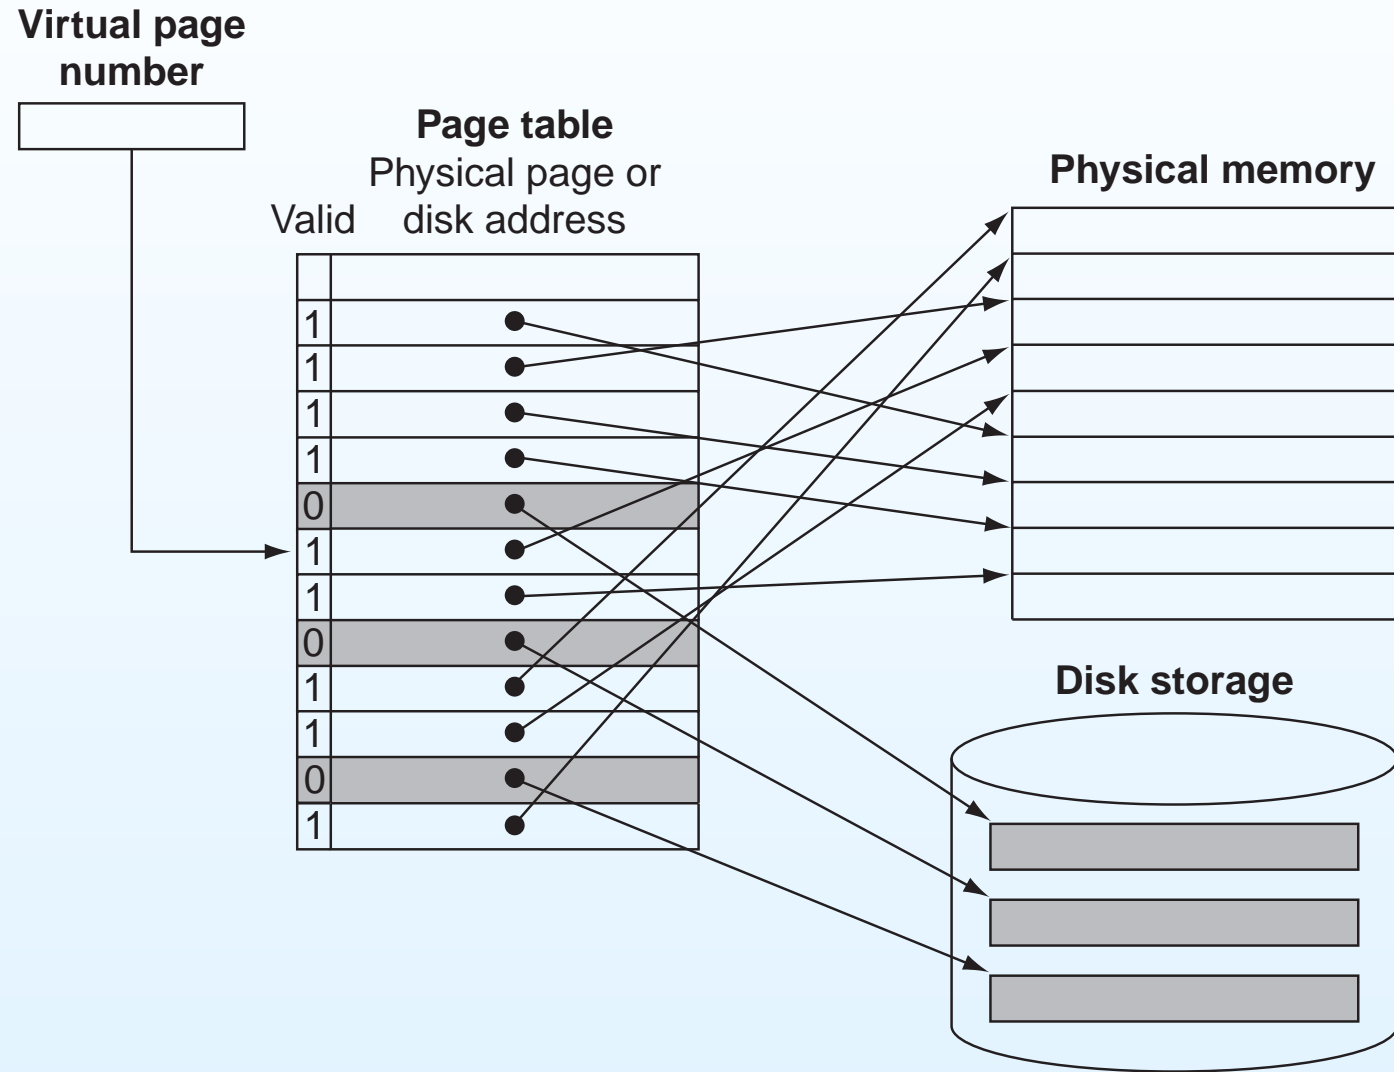 Virtual page
number
Page table
Physical page or
Valid disk address
1
1
1
1
0
1
1
0
1
1
0
1
Physical memory
Disk storage